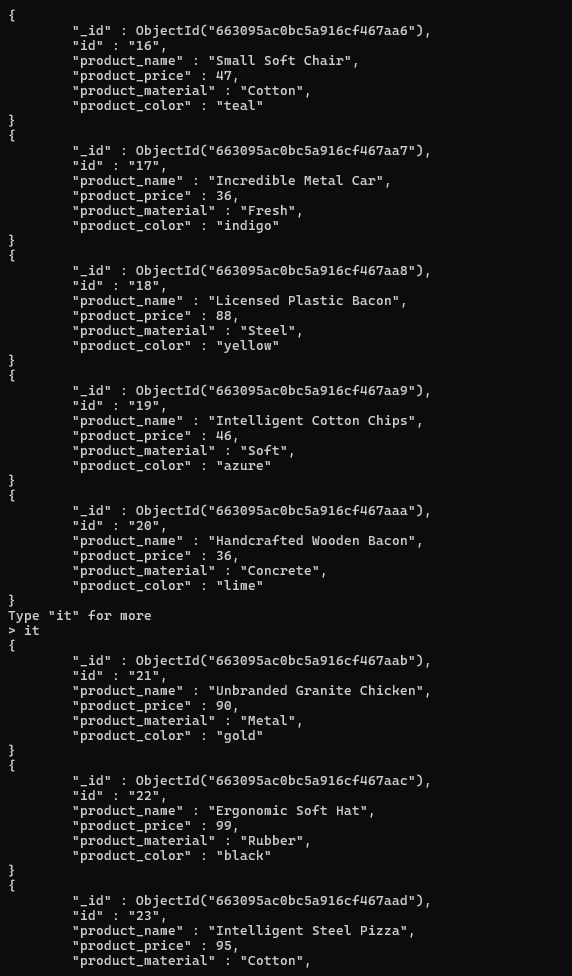 {
"_id" : ObjectId("663095ac0bc5a916cf467aa6"),
"id" : "16",
"product_name" : "Small Soft Chair",
"product_price" : 47,
"product_material" : "Cotton",
"product_color" : "teal"
}
{
"_id" : ObjectId("663095ac0bc5a916cf467aa7"),
"id" : "17",
"product_name" : "Incredible Metal Car",
"product_price" : 36,
"product_material" : "Fresh",
"product_color" : "indigo"
}
{
"_id" : ObjectId("663095ac0bc5a916cf467aa8"),
"id" : "18",
"product_name" : "Licensed Plastic Bacon",
"product_price" : 88,
"product_material" : "Steel",
"product_color" : "yellow"
}
{
"_id" : ObjectId("663095ac0bc5a916cf467aa9"),
"id" : "19",
"product_name" : "Intelligent Cotton Chips",
"product_price" : 46,
"product_material" : "Soft",
"product_color" : "azure"
}
{
"_id" : ObjectId("663095ac0bc5a916cf467aaa"),
"id" : "20",
"product_name" : "Handcrafted Wooden Bacon",
"product_price" : 36,
"product_material" : "Concrete",
"product_color" : "lime"
}
Type "it" for more
> it
{
"_id" : ObjectId("663095ac0bc5a916cf467aab"),
"id" : "21",
"product_name" : "Unbranded Granite Chicken",
"product_price" : 90,
"product_material" : "Metal",
"product_color" : "gold"
}
{
"_id" : ObjectId("663095ac0bc5a916cf467aac"),
"id" : "22",
"product_name" : "Ergonomic Soft Hat",
"product_price" : 99,
"product_material" : "Rubber",
"product_color" : "black"
}
{
"_id" : ObjectId("663095ac0bc5a916cf467aad"),
"id" : "23",
"product_name" : "Intelligent Steel Pizza",
"product_price" : 95,
"product_material" : "Cotton",